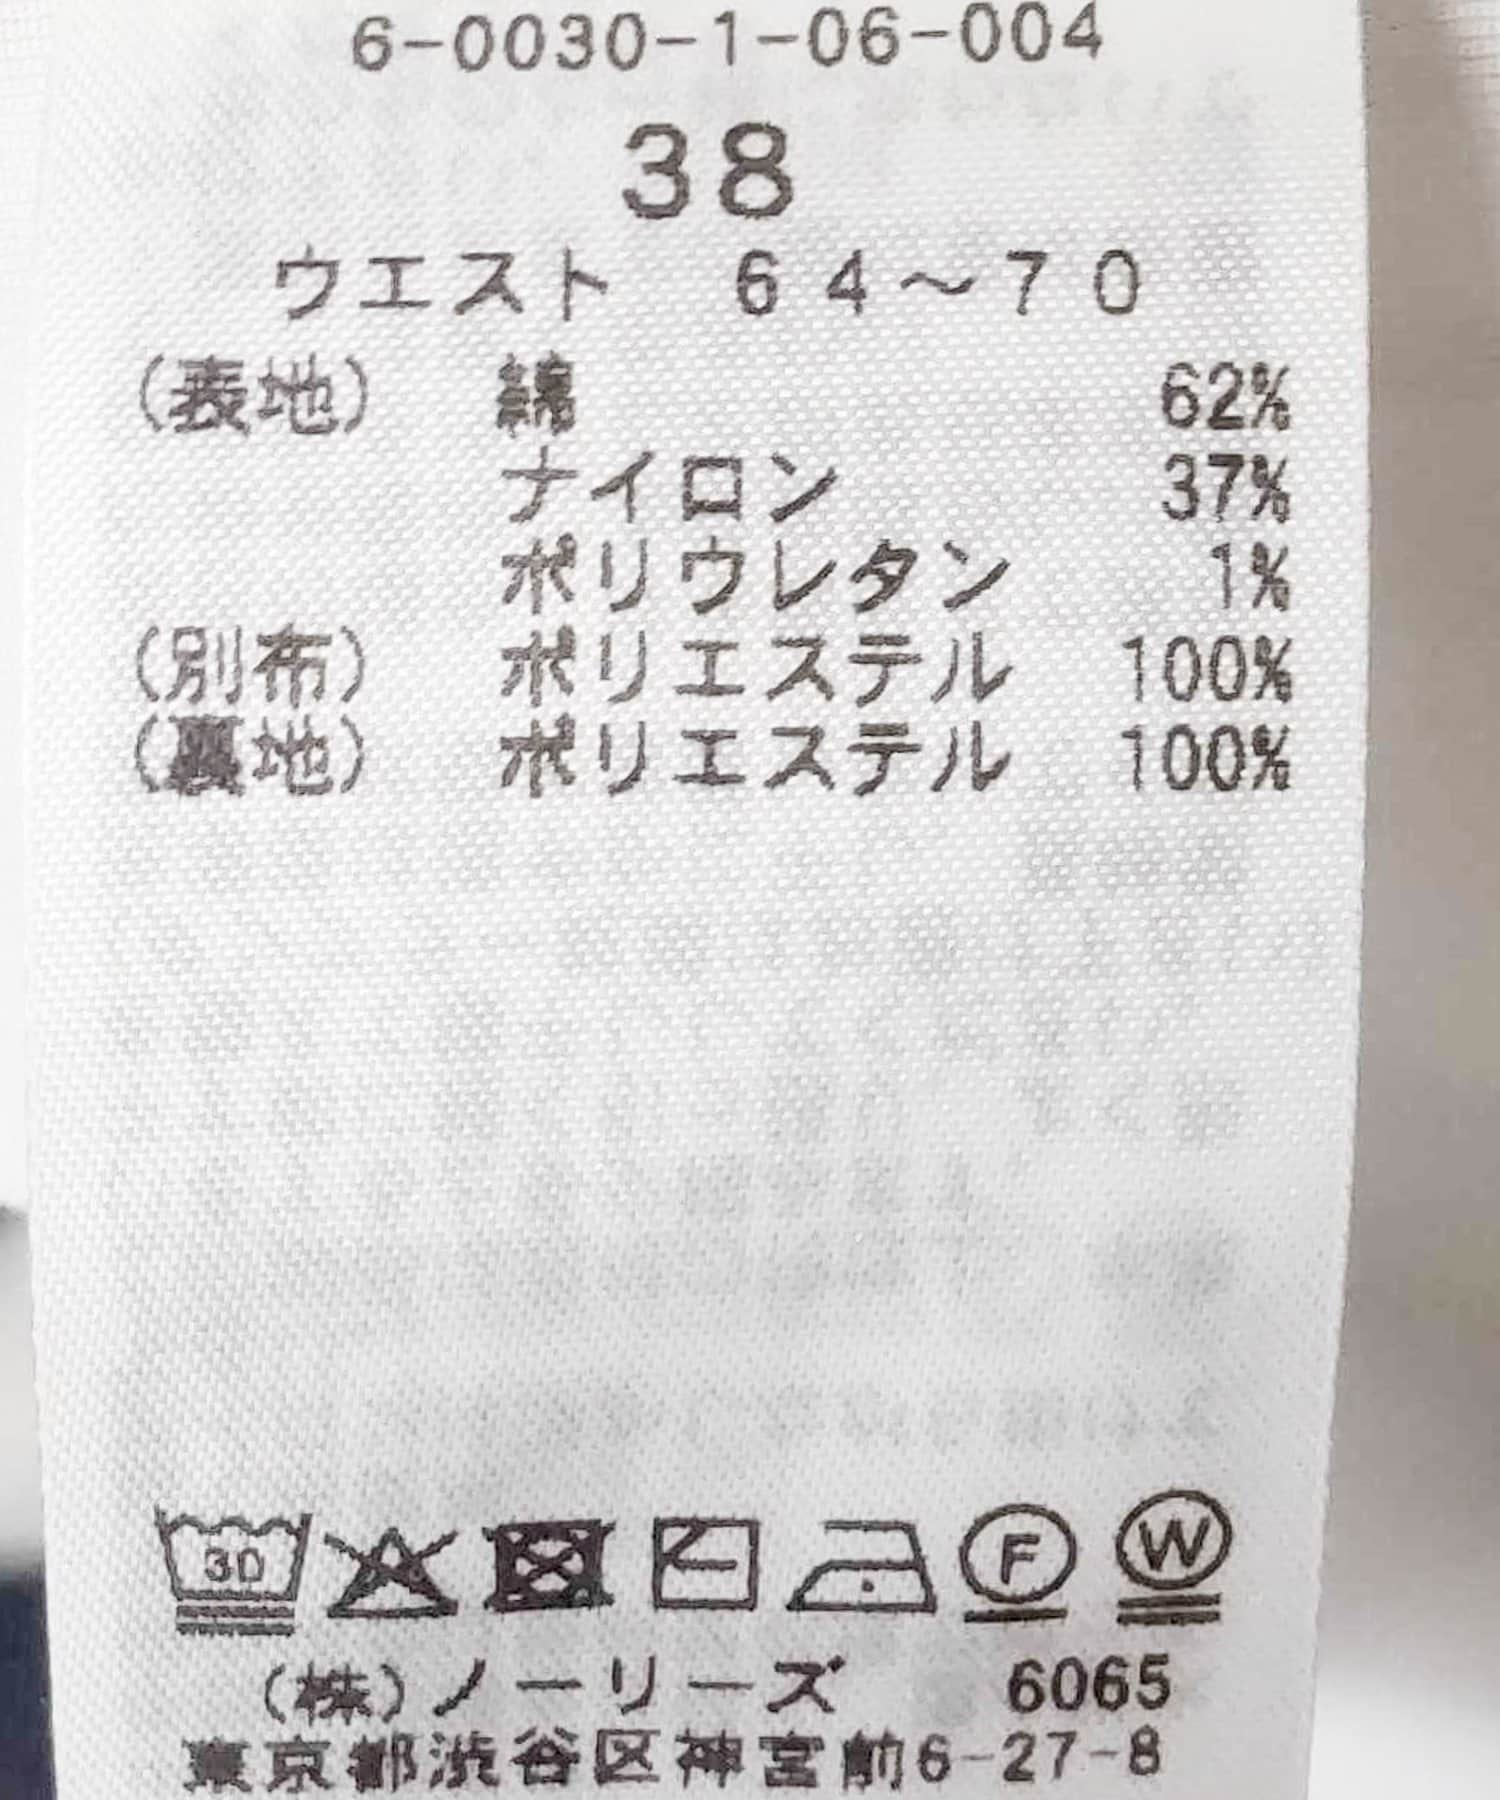 6-0030-1-06-004
38
ウエスト 64～70
(表地) 綿 62%
ナイロン 37%
ポリウレタン 1%
(別布) ポリエステル 100%
(裏地) ポリエステル 100%
30 F W
(株)ノーリーズ 6065
東京都渋谷区神宮前6-27-8